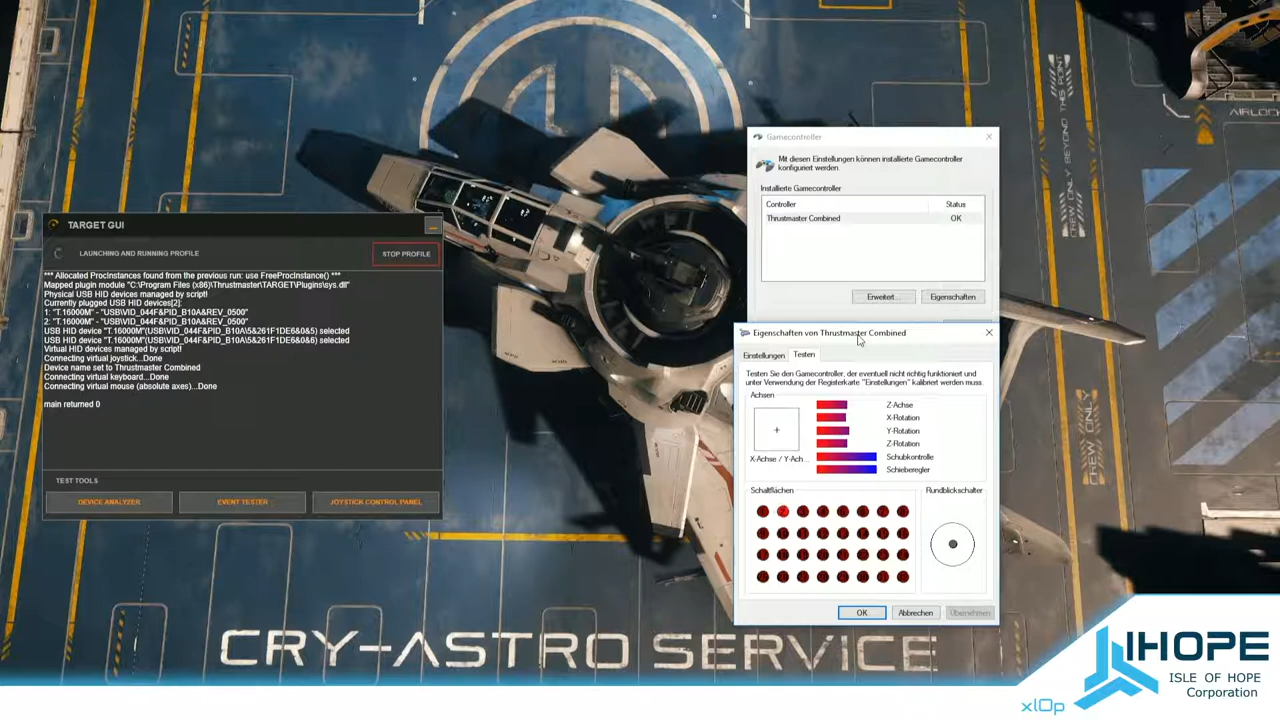 TARGET GUI
LAUNCHING AND RUNNING PROFILE
STOP PROFILE
*** Allocated ProcInstances found from the previous run: use FreeProcInstance() ***
Mapped plugin module "C:\Program Files (x86)\Thrustmaster\TARGET\Plugins\sys.dll"
Physical USB HID devices managed by script!
Currently plugged USB HID devices[2]:
1: "T.16000M" - "USB\VID_044F&PID_B10A&REV_0500"
2: "T.16000M" - "USB\VID_044F&PID_B10A&REV_0500"
USB HID device "T.16000M"(USB\VID_044F&PID_B10A\5&261F1DE6&0&5) selected
USB HID device "T.16000M"(USB\VID_044F&PID_B10A\5&261F1DE6&0&6) selected
Virtual HID devices managed by script!
Connecting virtual joystick...Done
Device name set to Thrustmaster Combined
Connecting virtual keyboard...Done
Connecting virtual mouse (absolute axes)...Done
main returned 0
TEST TOOLS
DEVICE ANALYZER
EVENT TESTER
JOYSTICK CONTROL PANEL
Gamecontroller
Mit diesen Einstellungen können installierte Gamecontroller
konfiguriert werden.
Installierte Gamecontroller
Controller Status
Thrustmaster Combined OK
Erweitert... Eigenschaften
Eigenschaften von Thrustmaster Combined
Einstellungen Testen
Testen Sie den Gamecontroller, der eventuell nicht richtig funktioniert und
unter Verwendung der Registerkarte "Einstellungen" kalibriert werden muss.
Achsen
Z-Achse
X-Rotation
Y-Rotation
Z-Rotation
X-Achse / Y-Ach... Schubkontrolle
Schieberegler
Schaltflächen Rundblickschalter
OK Abbrechen Übernehmen
AIRLOCK
CREW ONLY BEYOND THIS POINT
CREW ONLY
CRY-ASTRO SERVICE
IHOPE
ISLE OF HOPE
Corporation
xl0p